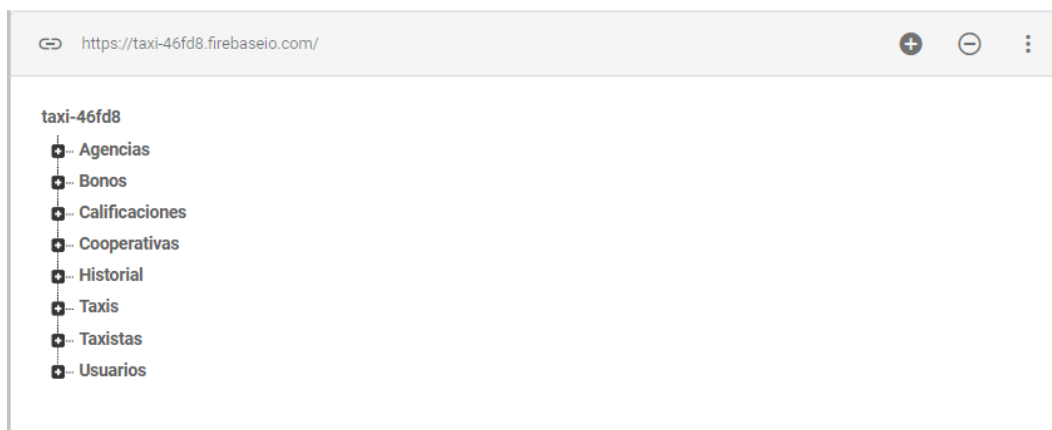 https://taxi-46fd8.firebaseio.com/
taxi-46fd8
Agencias
Bonos
Calificaciones
Cooperativas
Historial
Taxis
Taxistas
Usuarios